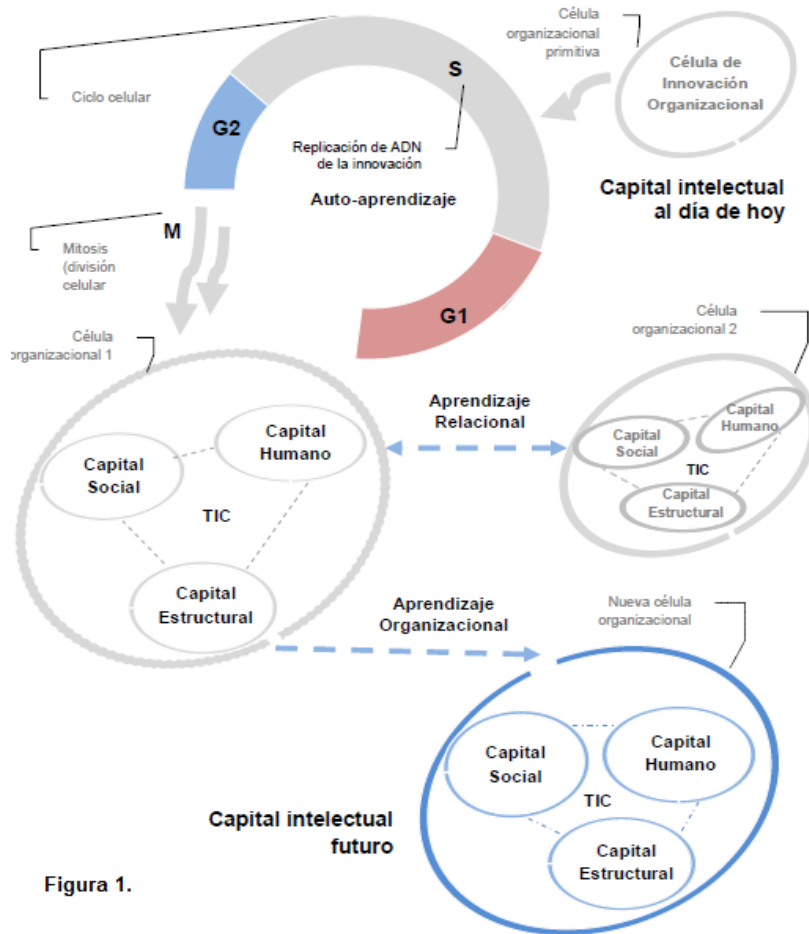 Célula
organizacional
primitiva
Célula de
Innovación
Organizacional
S
Ciclo celular
G2
Replicación de ADN
de la innovación
Auto-aprendizaje
Capital intelectual
al día de hoy
M
Mitosis
(división
celular
G1
Célula
organizacional 1
Célula
organizacional 2
Aprendizaje
Relacional
Capital
Humano
Capital
Social
TIC
Capital
Estructural
Capital
Humano
Capital
Social
TIC
Capital
Estructural
Aprendizaje
Organizacional
Nueva célula
organizacional
Capital
Social
Capital
Humano
TIC
Capital
Estructural
Capital intelectual
futuro
Figura 1.